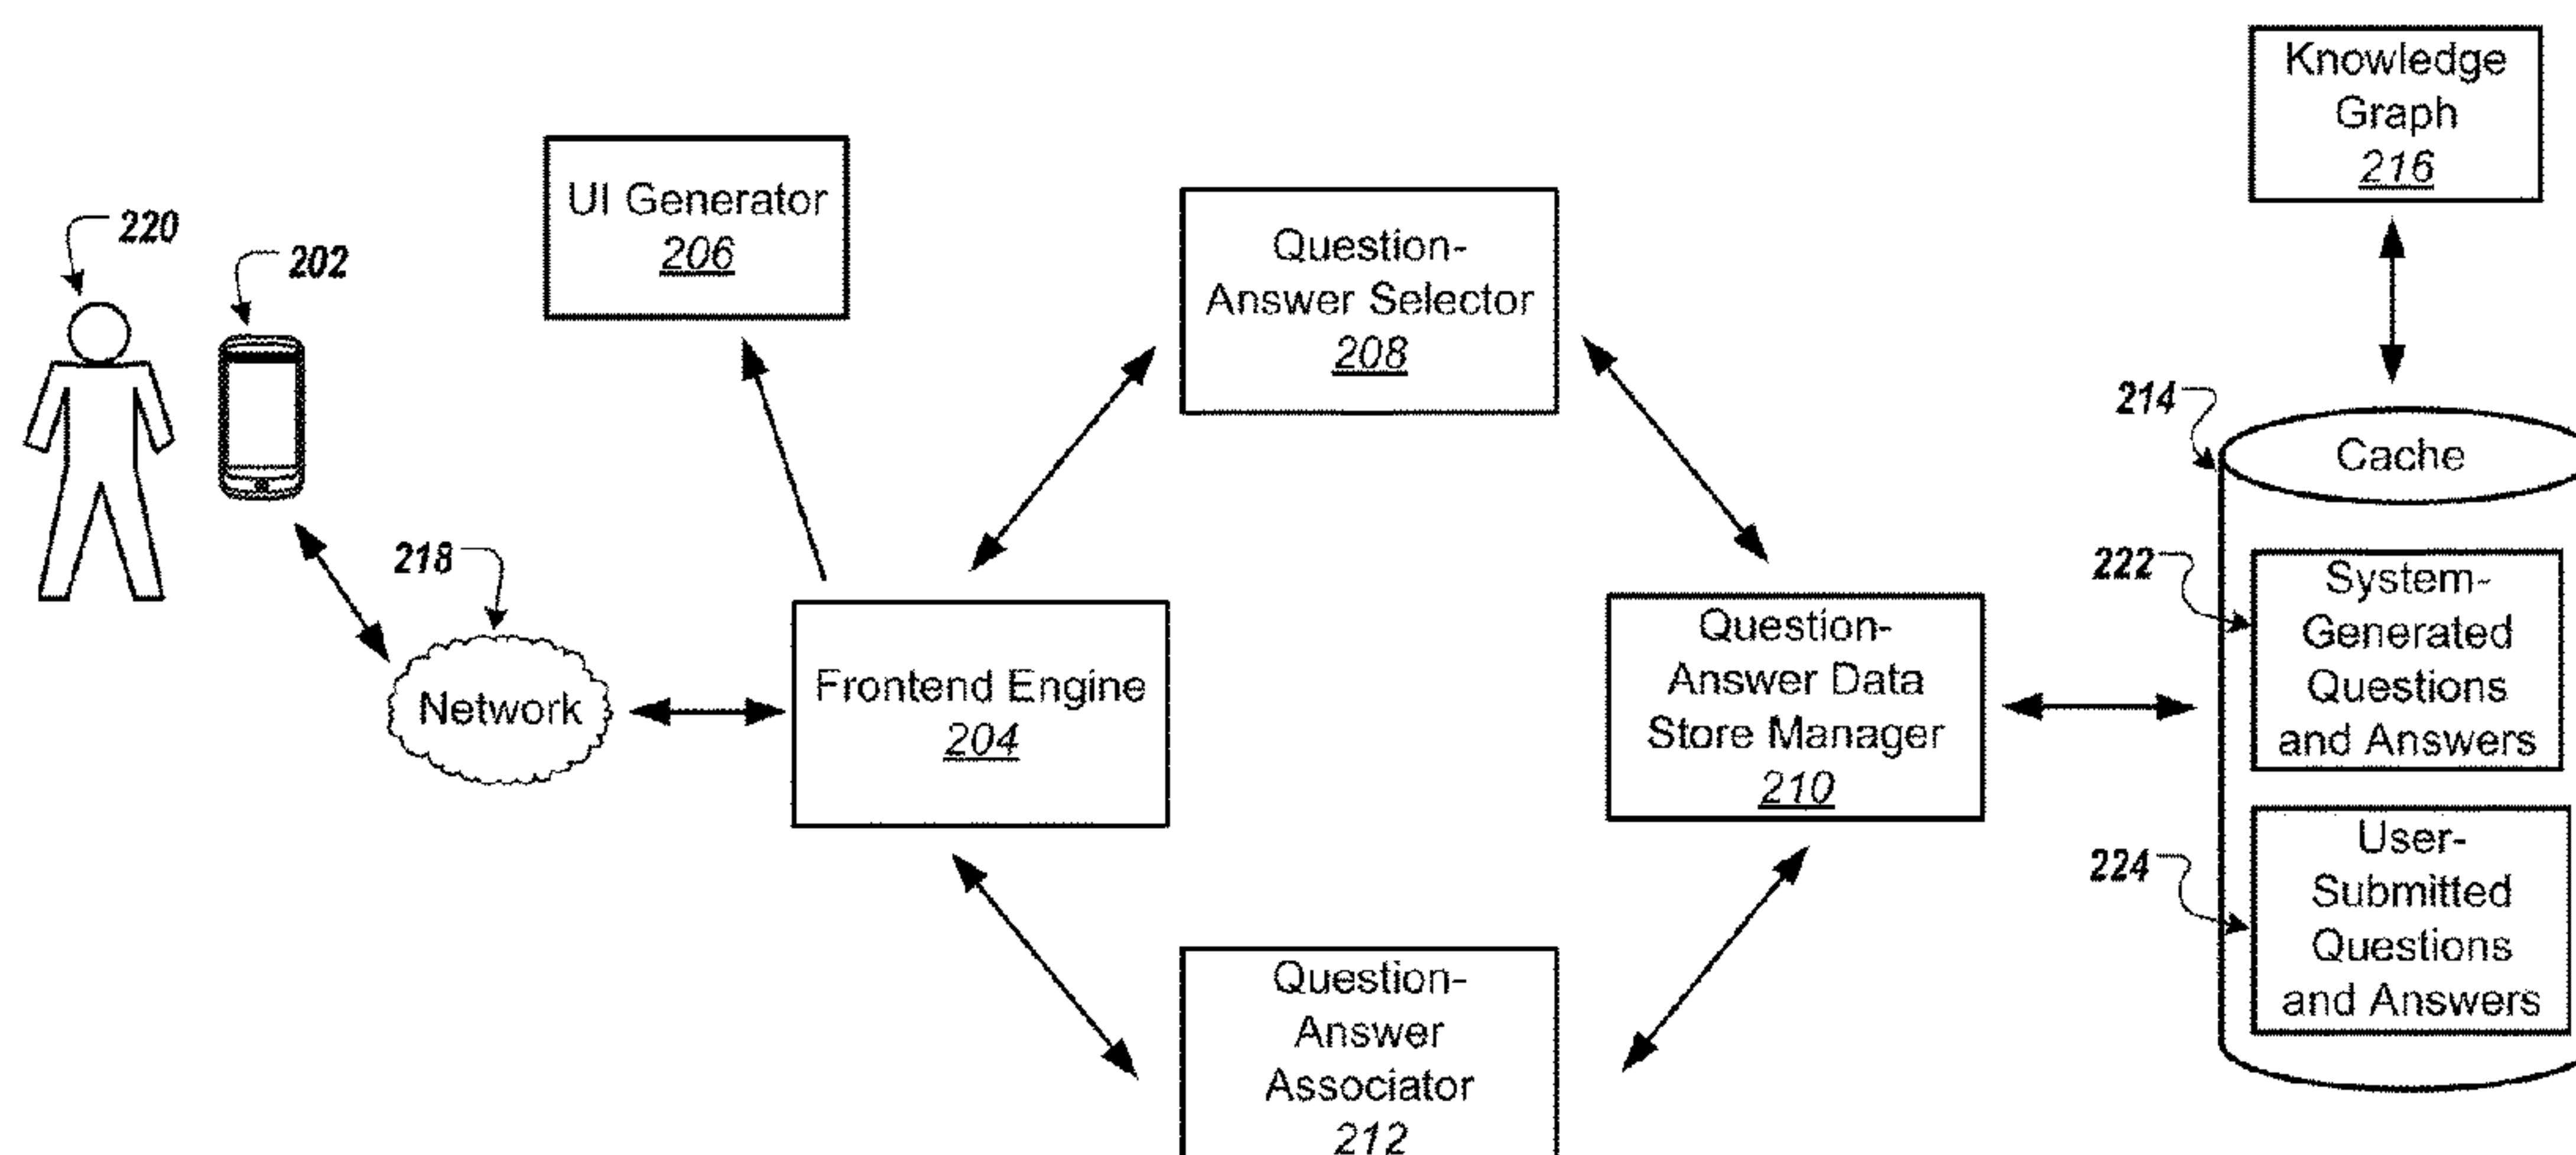 220
202
UI Generator
206
Question-
Answer Selector
208
Knowledge
Graph
216
214
Cache
218
Network
Frontend Engine
204
Question-
Answer Data
Store Manager
210
222
System-
Generated
Questions
and Answers
224
User-
Submitted
Questions
and Answers
Question-
Answer
Associator
212